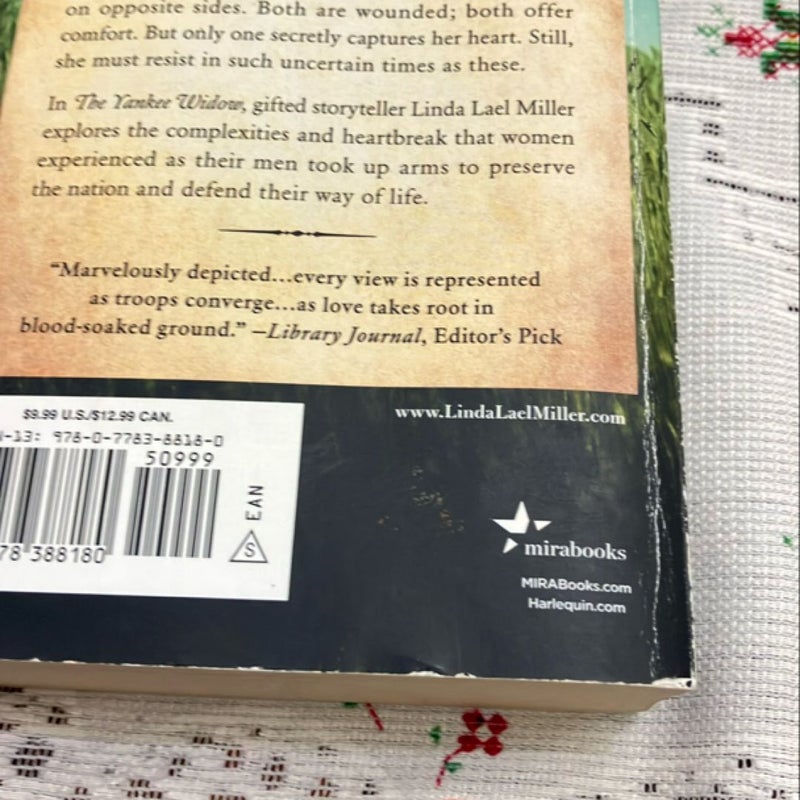 on opposite sides. Both are wounded; both offer
comfort. But only one secretly captures her heart. Still,
she must resist in such uncertain times as these.
In The Yankee Widow, gifted storyteller Linda Lael Miller
explores the complexities and heartbreak that women
experienced as their men took up arms to preserve
the nation and defend their way of life.
“Marvelously depicted...every view is represented
as troops converge...as love takes root in
blood-soaked ground.” —Library Journal, Editor's Pick
$9.99 U.S./$12.99 CAN.
-13: 978-0-7783-8818-0
50999
78 388180
EAN
S
www.LindaLaelMiller.com
mirabooks
MIRABooks.com
Harlequin.com